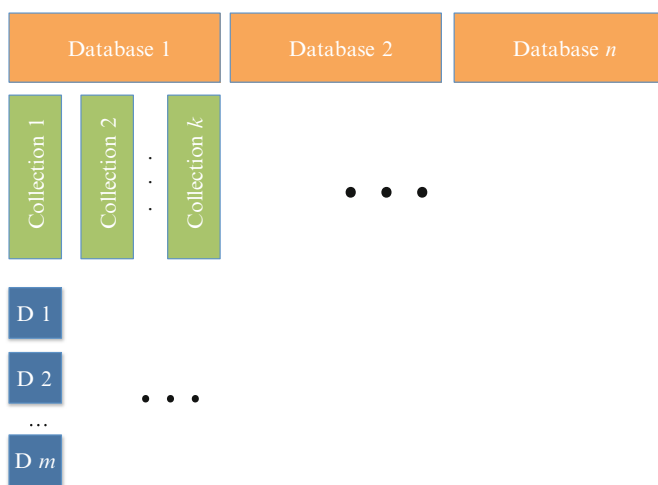 Database 1
Database 2
Database n
Collection 1
Collection 2
...
Collection k
...
D 1
D 2
...
...
D m